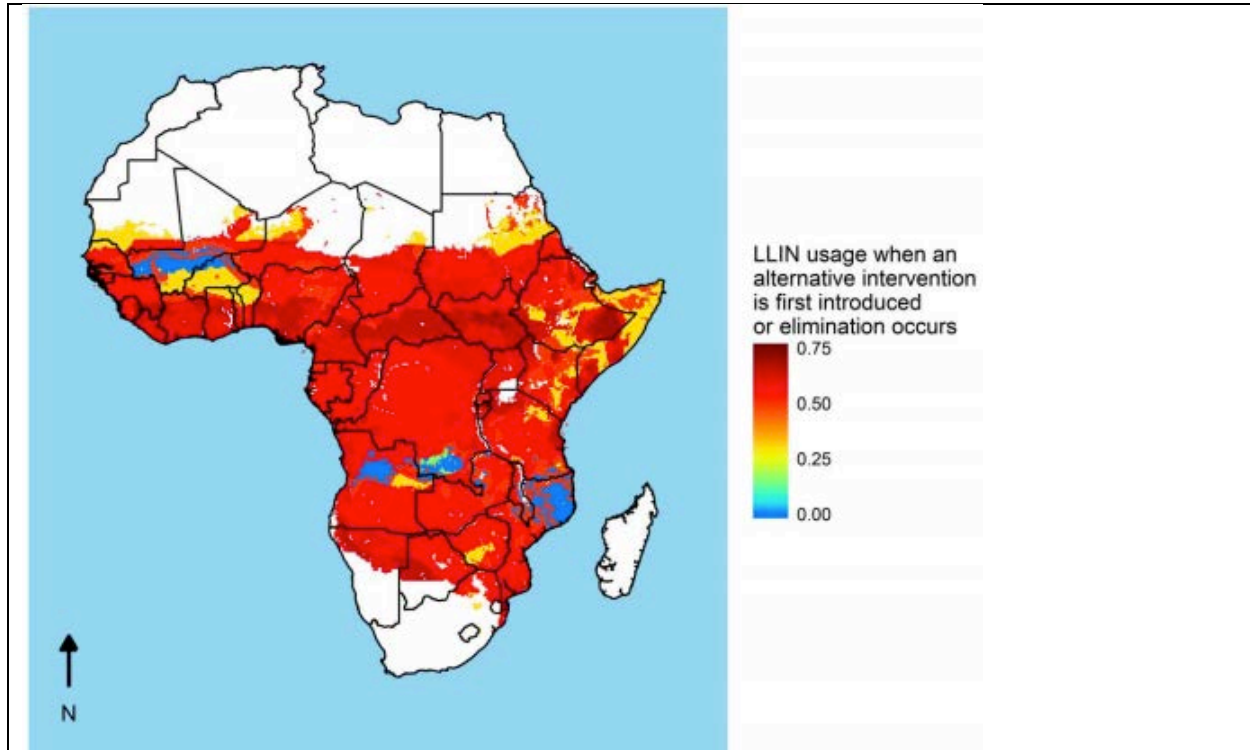 LLIN usage when an
alternative intervention
is first introduced
or elimination occurs
0.75
0.50
0.25
0.00
N